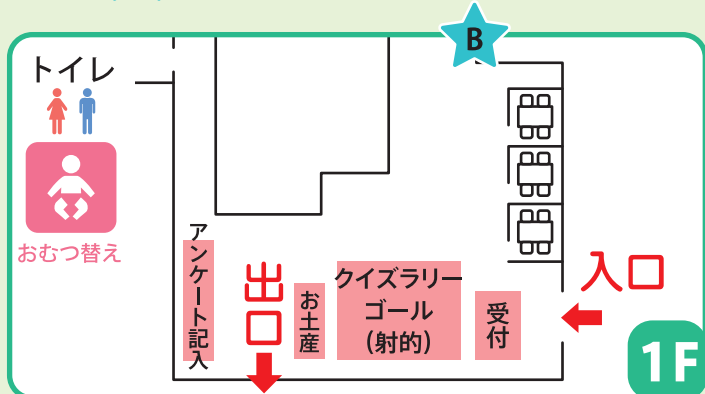 B
トイレ
おむつ替え
アンケート記入
出口
お土産
クイズラリー
ゴール
(射的)
受付
入口
1F